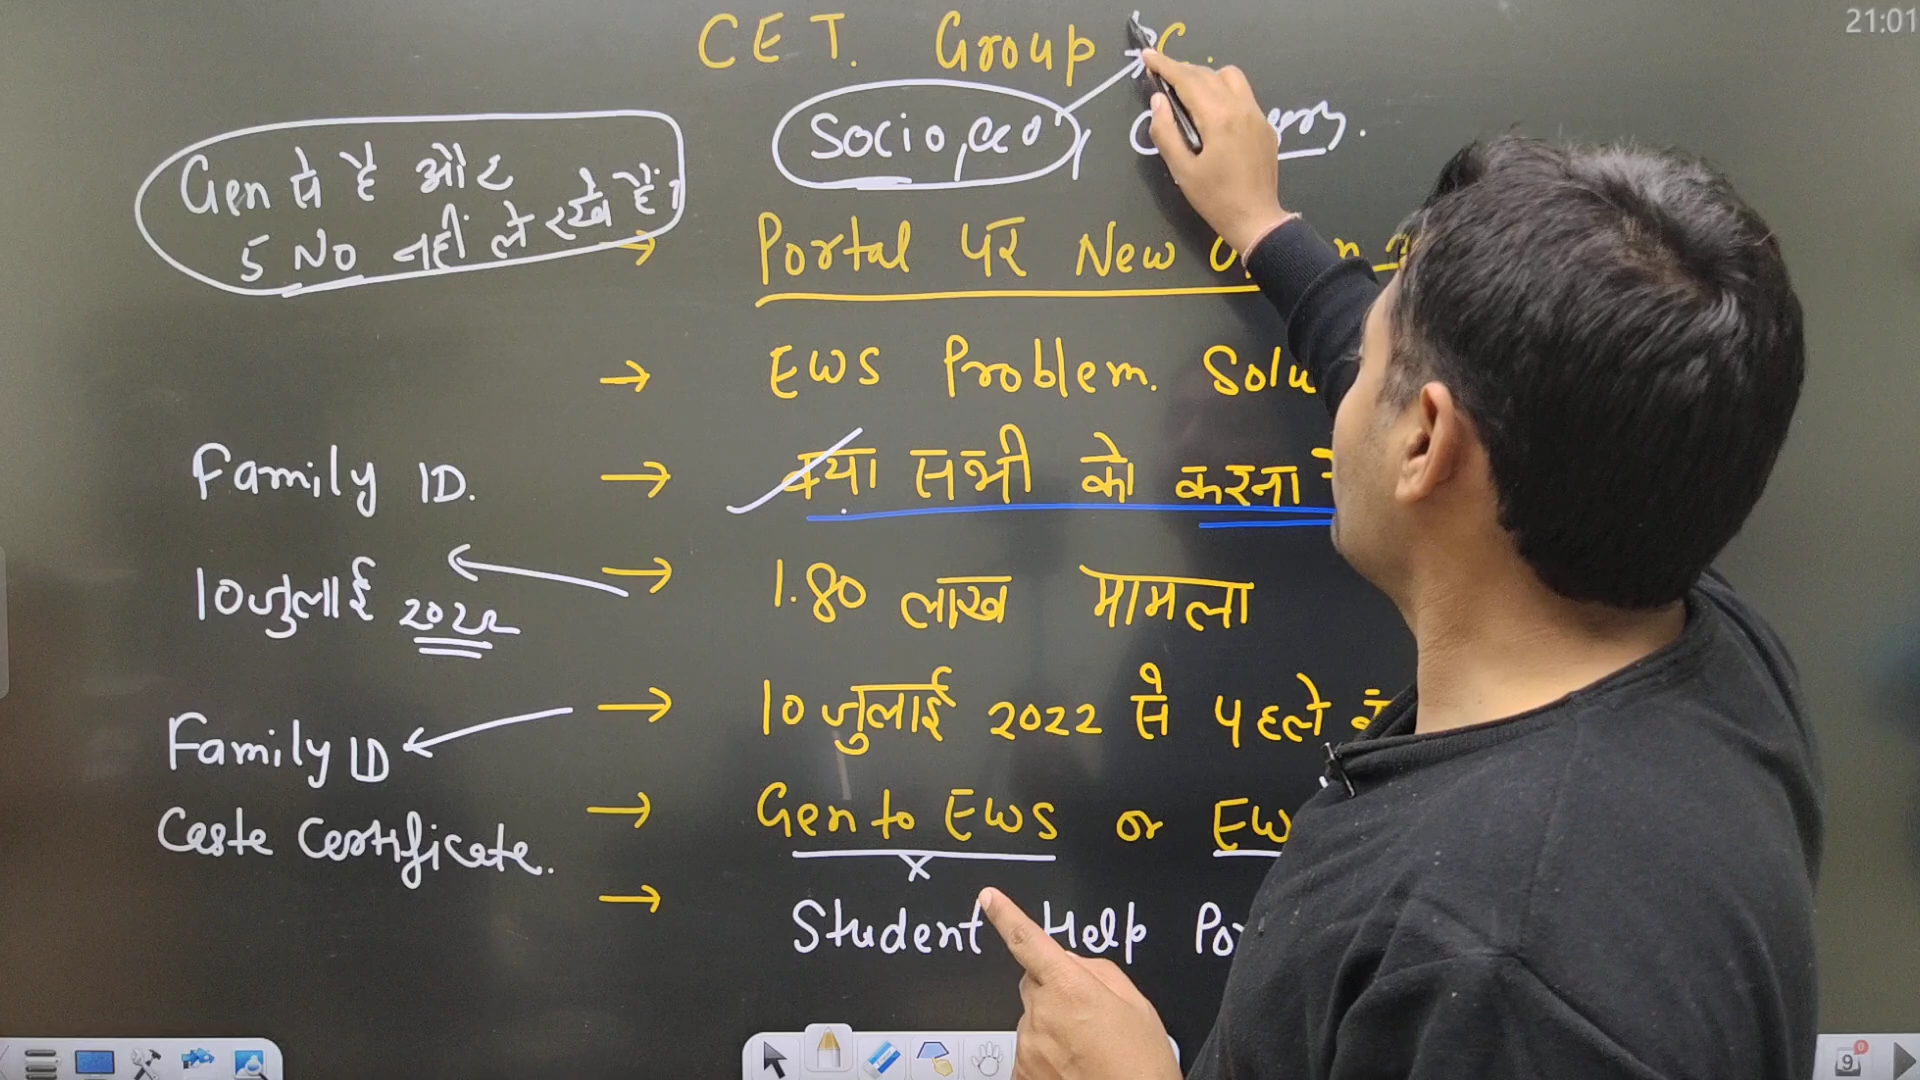 21:01
CET. Group C.
Socio, eco,
Gen से है और
5 No नहीं ले रखे हैं।
→ Portal पर New
→ EWS Problem. Solu
Family ID.
→ क्या सभी को करना
10 जुलाई 2022
→ 1.80 लाख मामला
→ 10 जुलाई 2022 से पहले
Family ID
Caste Certificate.
→ Gen to EWS or EW
→ Student Help Po
9